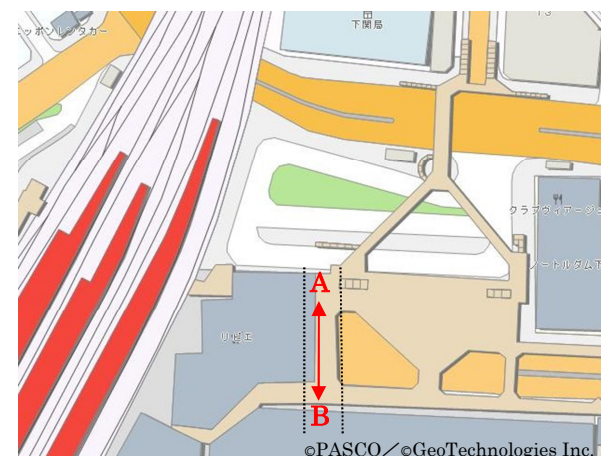 下関局
ッポンレンタカー
クラブヴィアージュ
ノートルダム下
リピエ
A
B
©PASCO／©GeoTechnologies Inc.